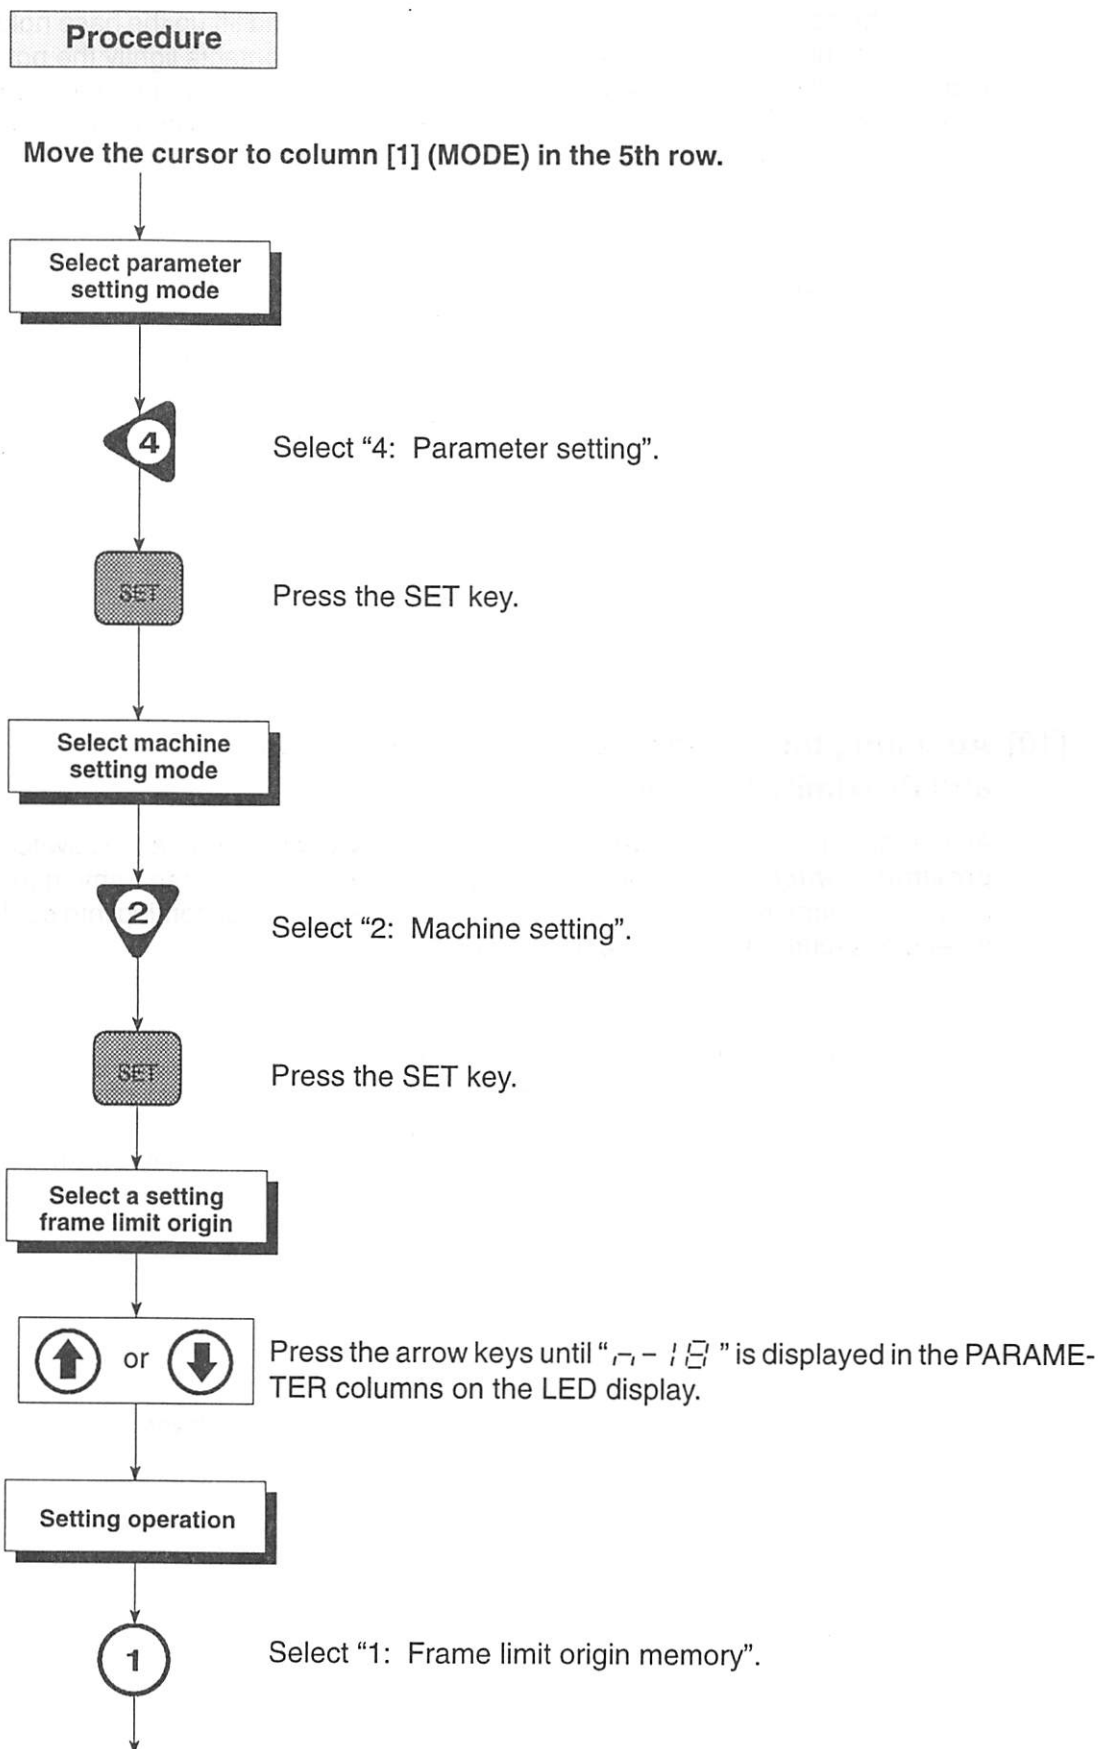 Procedure
Move the cursor to column [1] (MODE) in the 5th row.
Select parameter
setting mode
4
Select “4: Parameter setting”.
SET
Press the SET key.
Select machine
setting mode
2
Select “2: Machine setting”.
SET
Press the SET key.
Select a setting
frame limit origin
or
Press the arrow keys until “ - 18 ” is displayed in the PARAME-
TER columns on the LED display.
Setting operation
1
Select “1: Frame limit origin memory”.